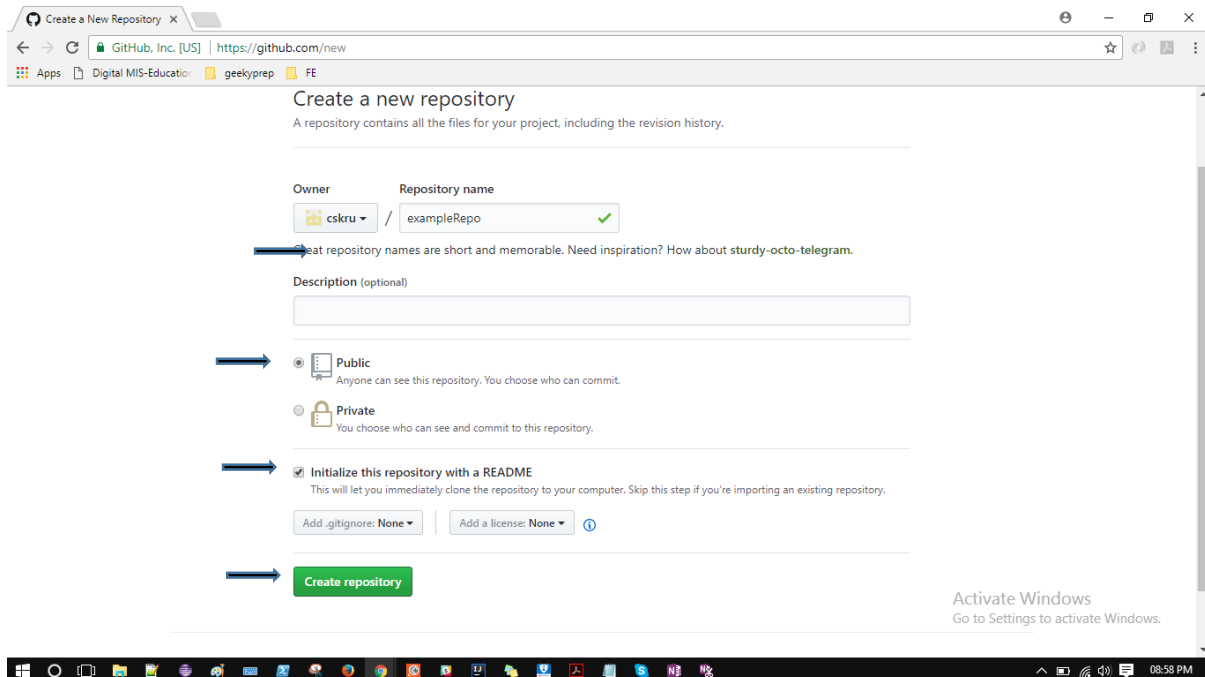 Create a New Repository
GitHub, Inc. [US] | https://github.com/new
Apps Digital MIS-Education geekyprep FE
Create a new repository
A repository contains all the files for your project, including the revision history.
Owner Repository name
cskru / exampleRepo
Great repository names are short and memorable. Need inspiration? How about sturdy-octo-telegram.
Description (optional)
Public
Anyone can see this repository. You choose who can commit.
Private
You choose who can see and commit to this repository.
Initialize this repository with a README
This will let you immediately clone the repository to your computer. Skip this step if you're importing an existing repository.
Add .gitignore: None Add a license: None
Create repository
Activate Windows
Go to Settings to activate Windows.
08:58 PM